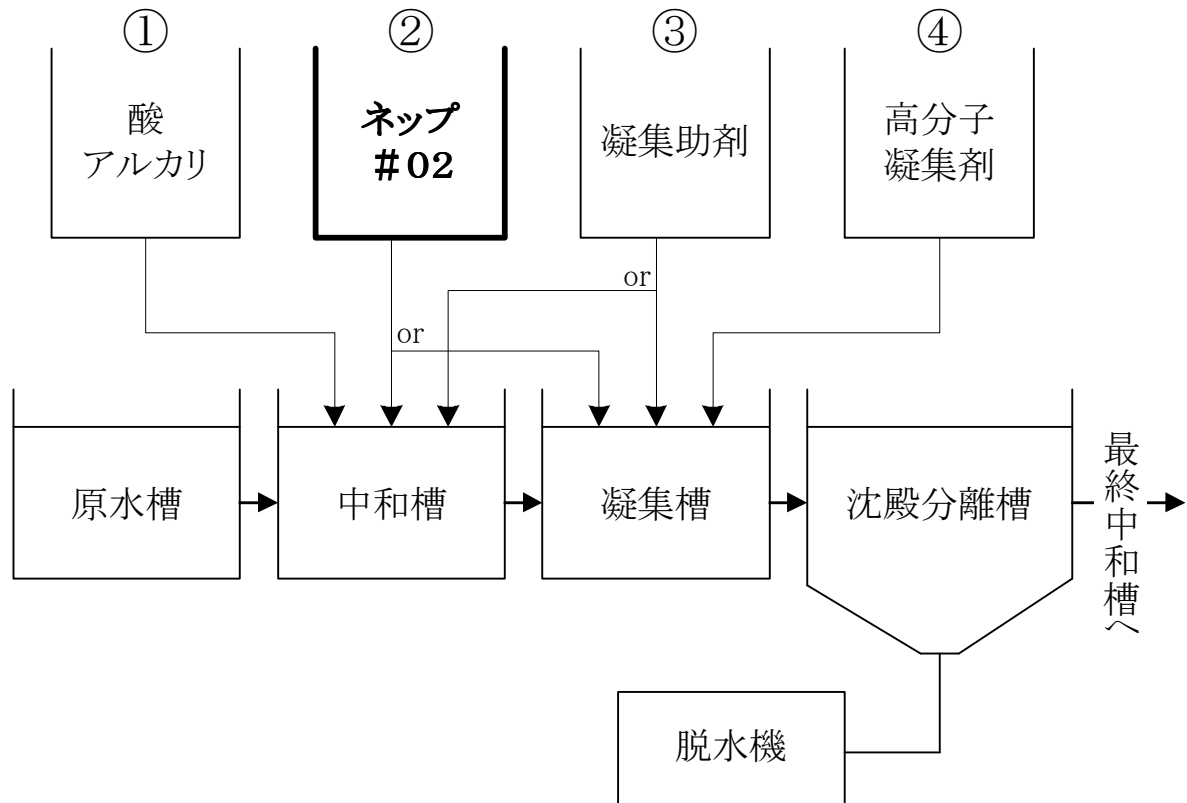 ①
②
③
④
酸
アルカリ
ネップ
＃02
凝集助剤
高分子
凝集剤
or
or
原水槽
中和槽
凝集槽
沈殿分離槽
最終中和槽へ
脱水機